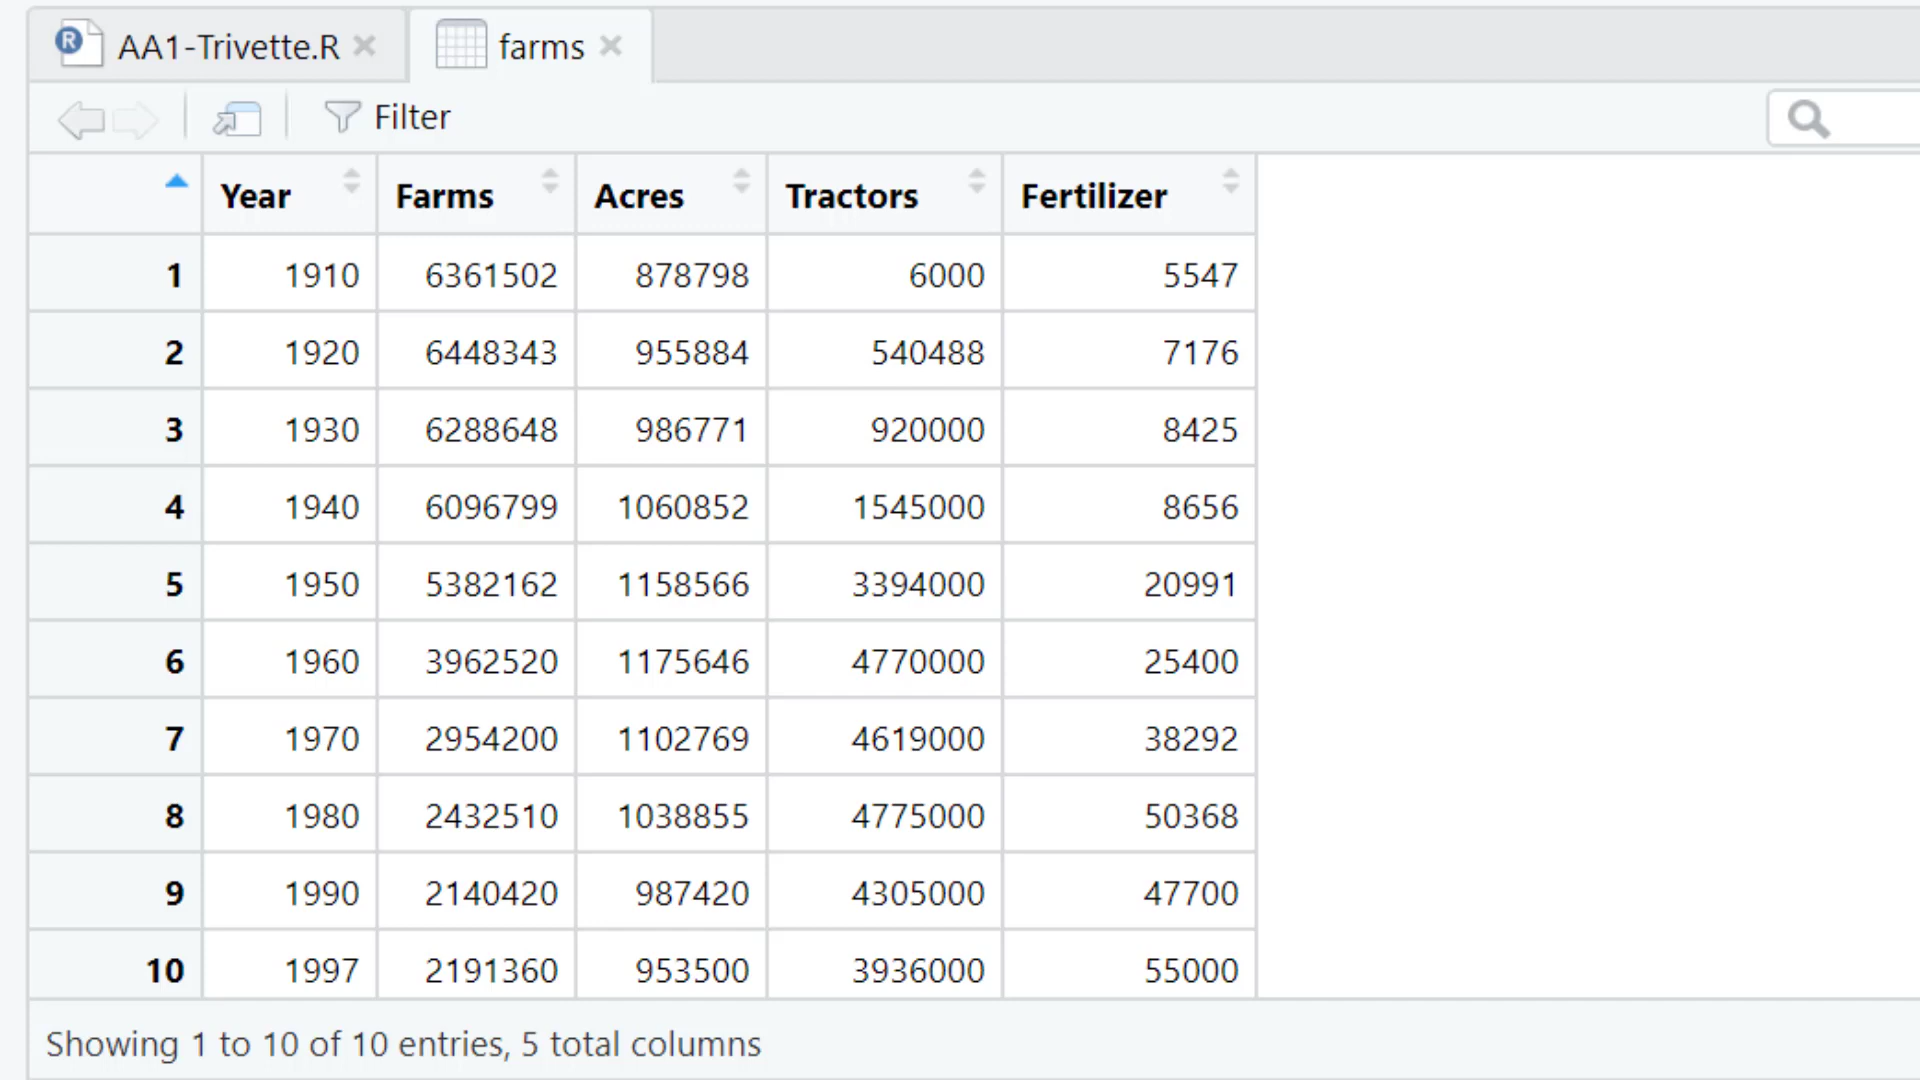 AA1-Trivette.R farms
Filter
Year Farms Acres Tractors Fertilizer
1 1910 6361502 878798 6000 5547
2 1920 6448343 955884 540488 7176
3 1930 6288648 986771 920000 8425
4 1940 6096799 1060852 1545000 8656
5 1950 5382162 1158566 3394000 20991
6 1960 3962520 1175646 4770000 25400
7 1970 2954200 1102769 4619000 38292
8 1980 2432510 1038855 4775000 50368
9 1990 2140420 987420 4305000 47700
10 1997 2191360 953500 3936000 55000
Showing 1 to 10 of 10 entries, 5 total columns